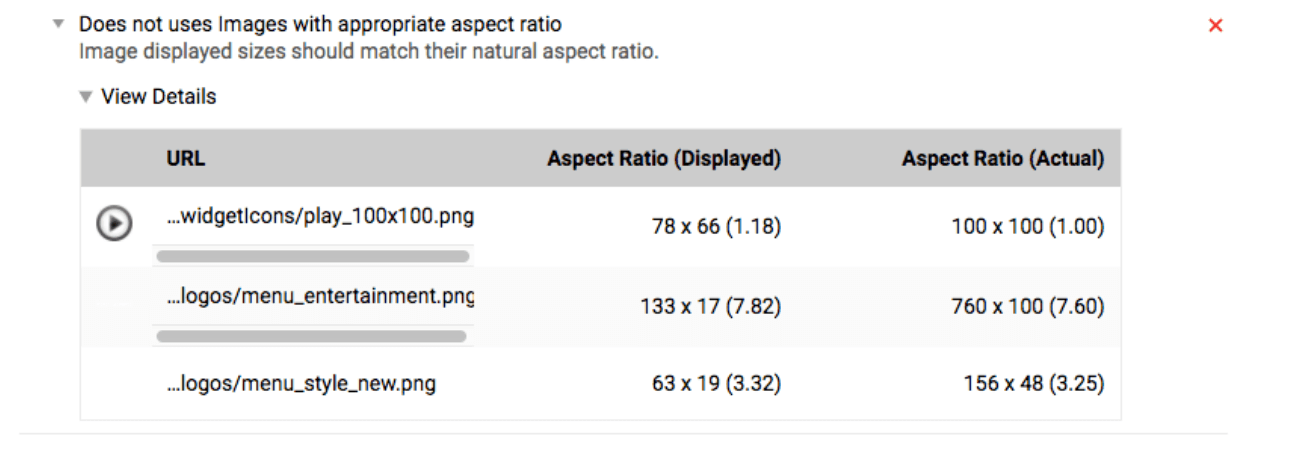 Does not uses Images with appropriate aspect ratio
Image displayed sizes should match their natural aspect ratio.
View Details
URL Aspect Ratio (Displayed) Aspect Ratio (Actual)
...widgetIcons/play_100x100.png 78 x 66 (1.18) 100 x 100 (1.00)
...logos/menu_entertainment.png 133 x 17 (7.82) 760 x 100 (7.60)
...logos/menu_style_new.png 63 x 19 (3.32) 156 x 48 (3.25)